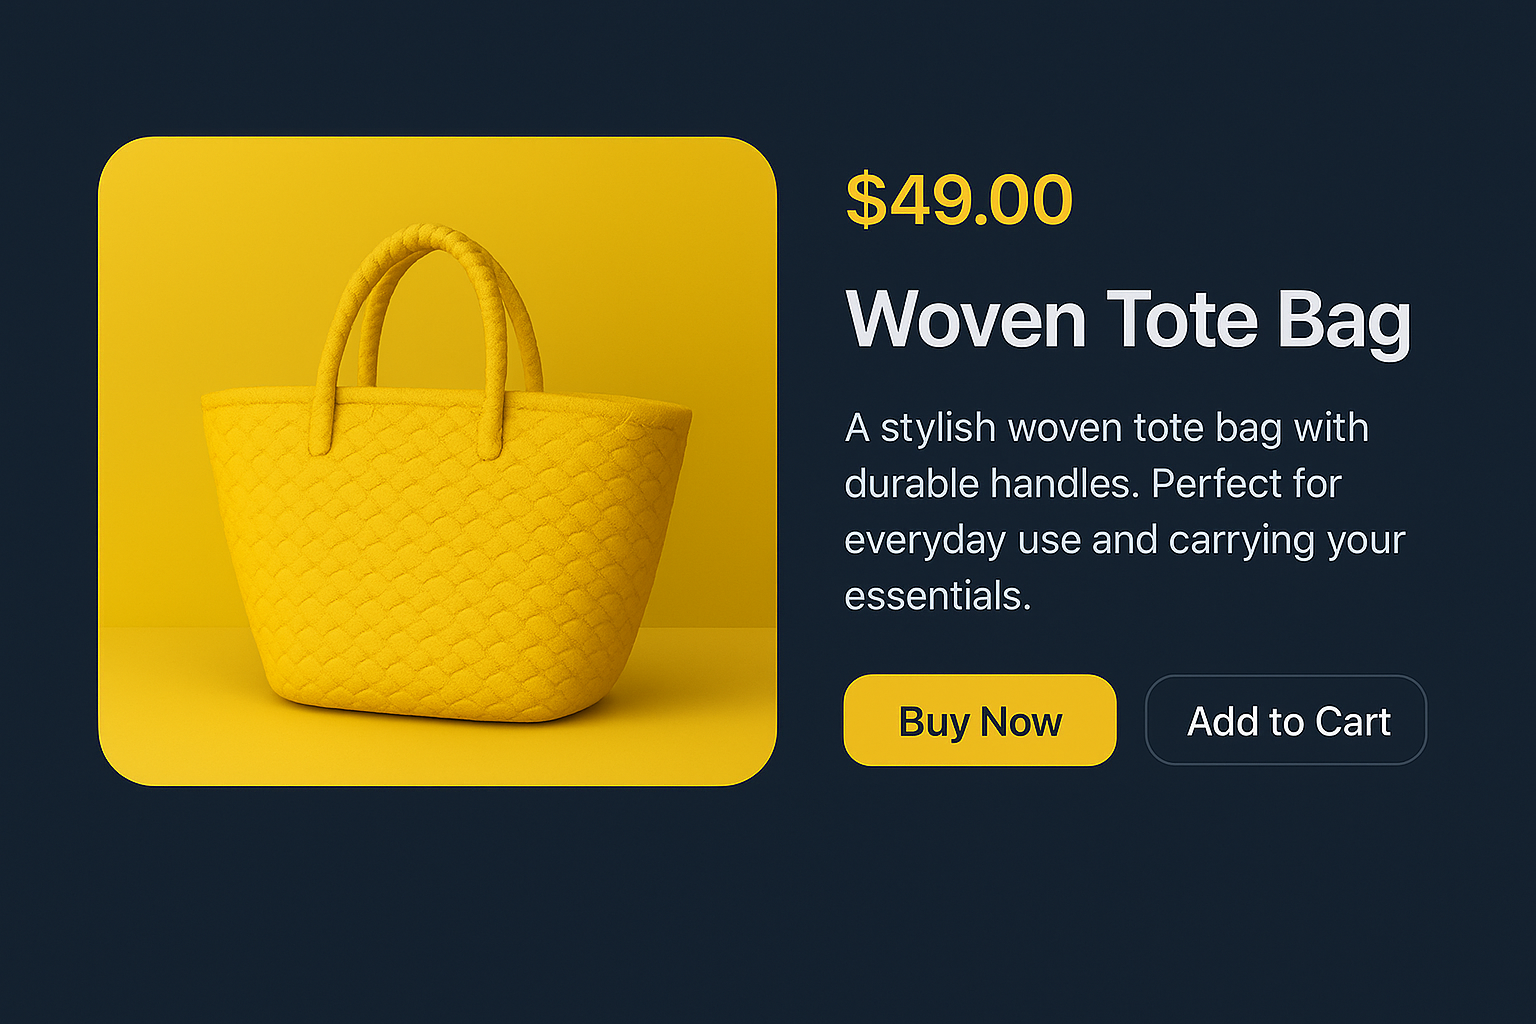 $49.00
Woven Tote Bag
A stylish woven tote bag with
durable handles. Perfect for
everyday use and carrying your
essentials.
Buy Now
Add to Cart